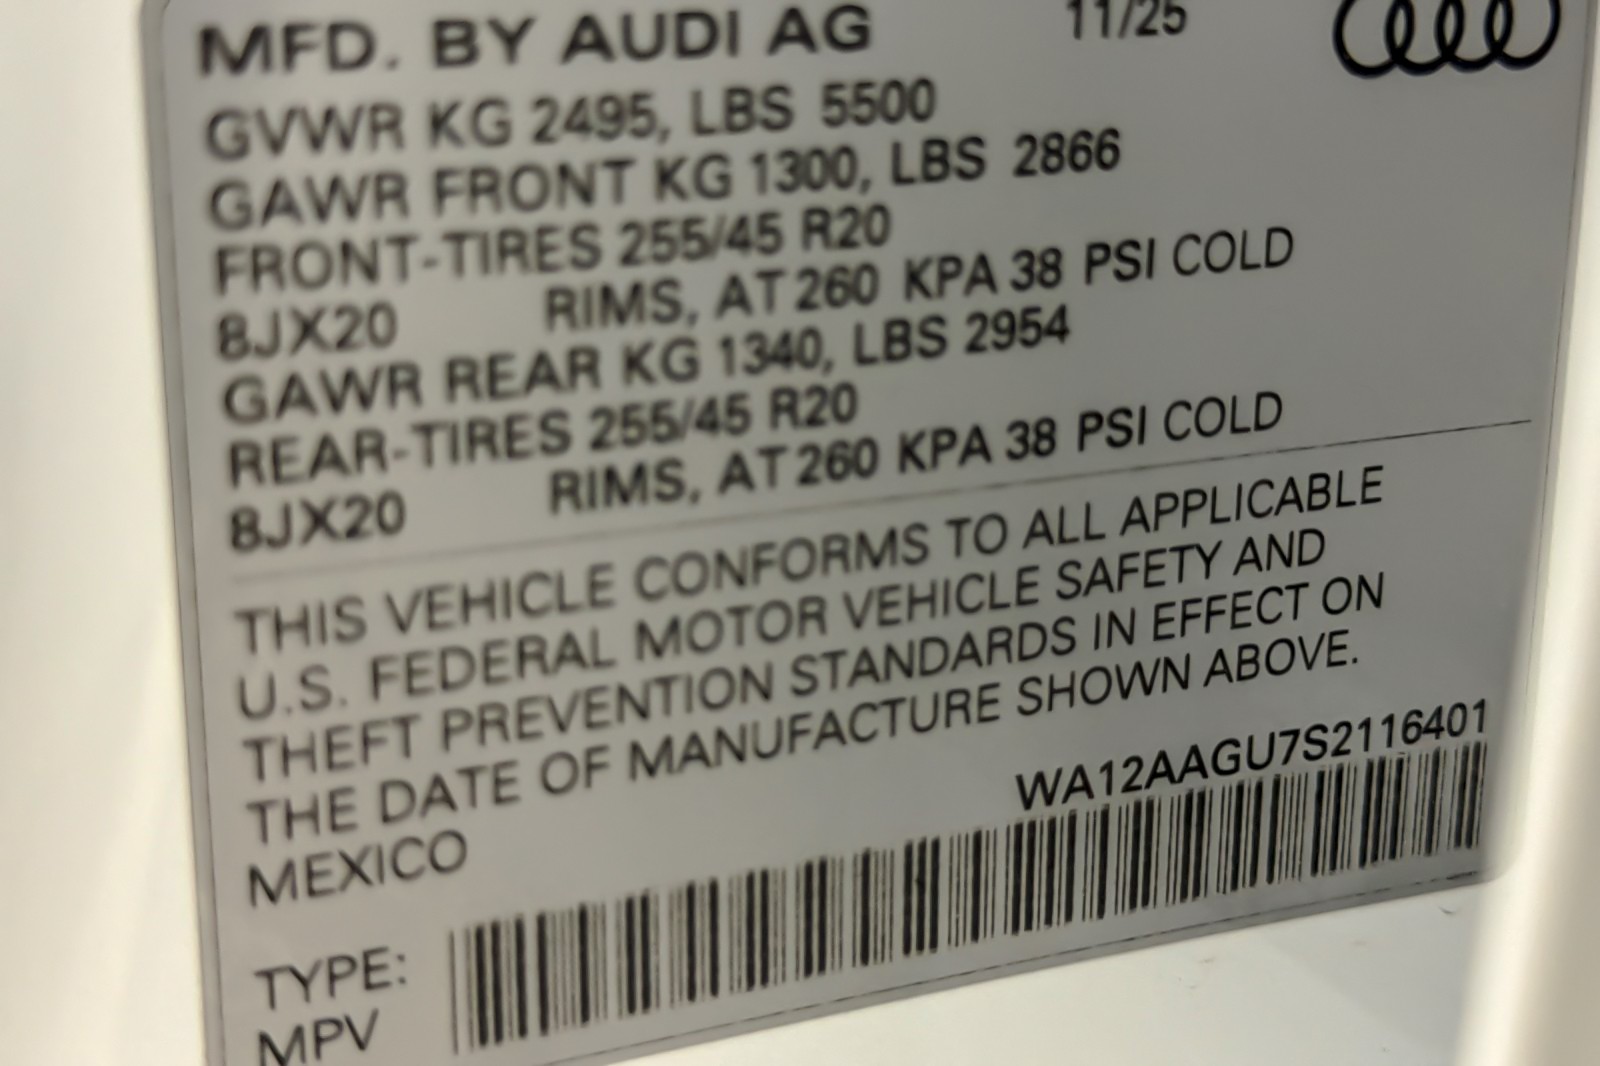 MFD. BY AUDI AG 11/25
GVWR KG 2495, LBS 5500
GAWR FRONT KG 1300, LBS 2866
FRONT-TIRES 255/45 R20
8JX20 RIMS, AT 260 KPA 38 PSI COLD
GAWR REAR KG 1340, LBS 2954
REAR-TIRES 255/45 R20
8JX20 RIMS, AT 260 KPA 38 PSI COLD
THIS VEHICLE CONFORMS TO ALL APPLICABLE
U.S. FEDERAL MOTOR VEHICLE SAFETY AND
THEFT PREVENTION STANDARDS IN EFFECT ON
THE DATE OF MANUFACTURE SHOWN ABOVE.
MEXICO
WA12AAGU7S2116401
TYPE:
MPV